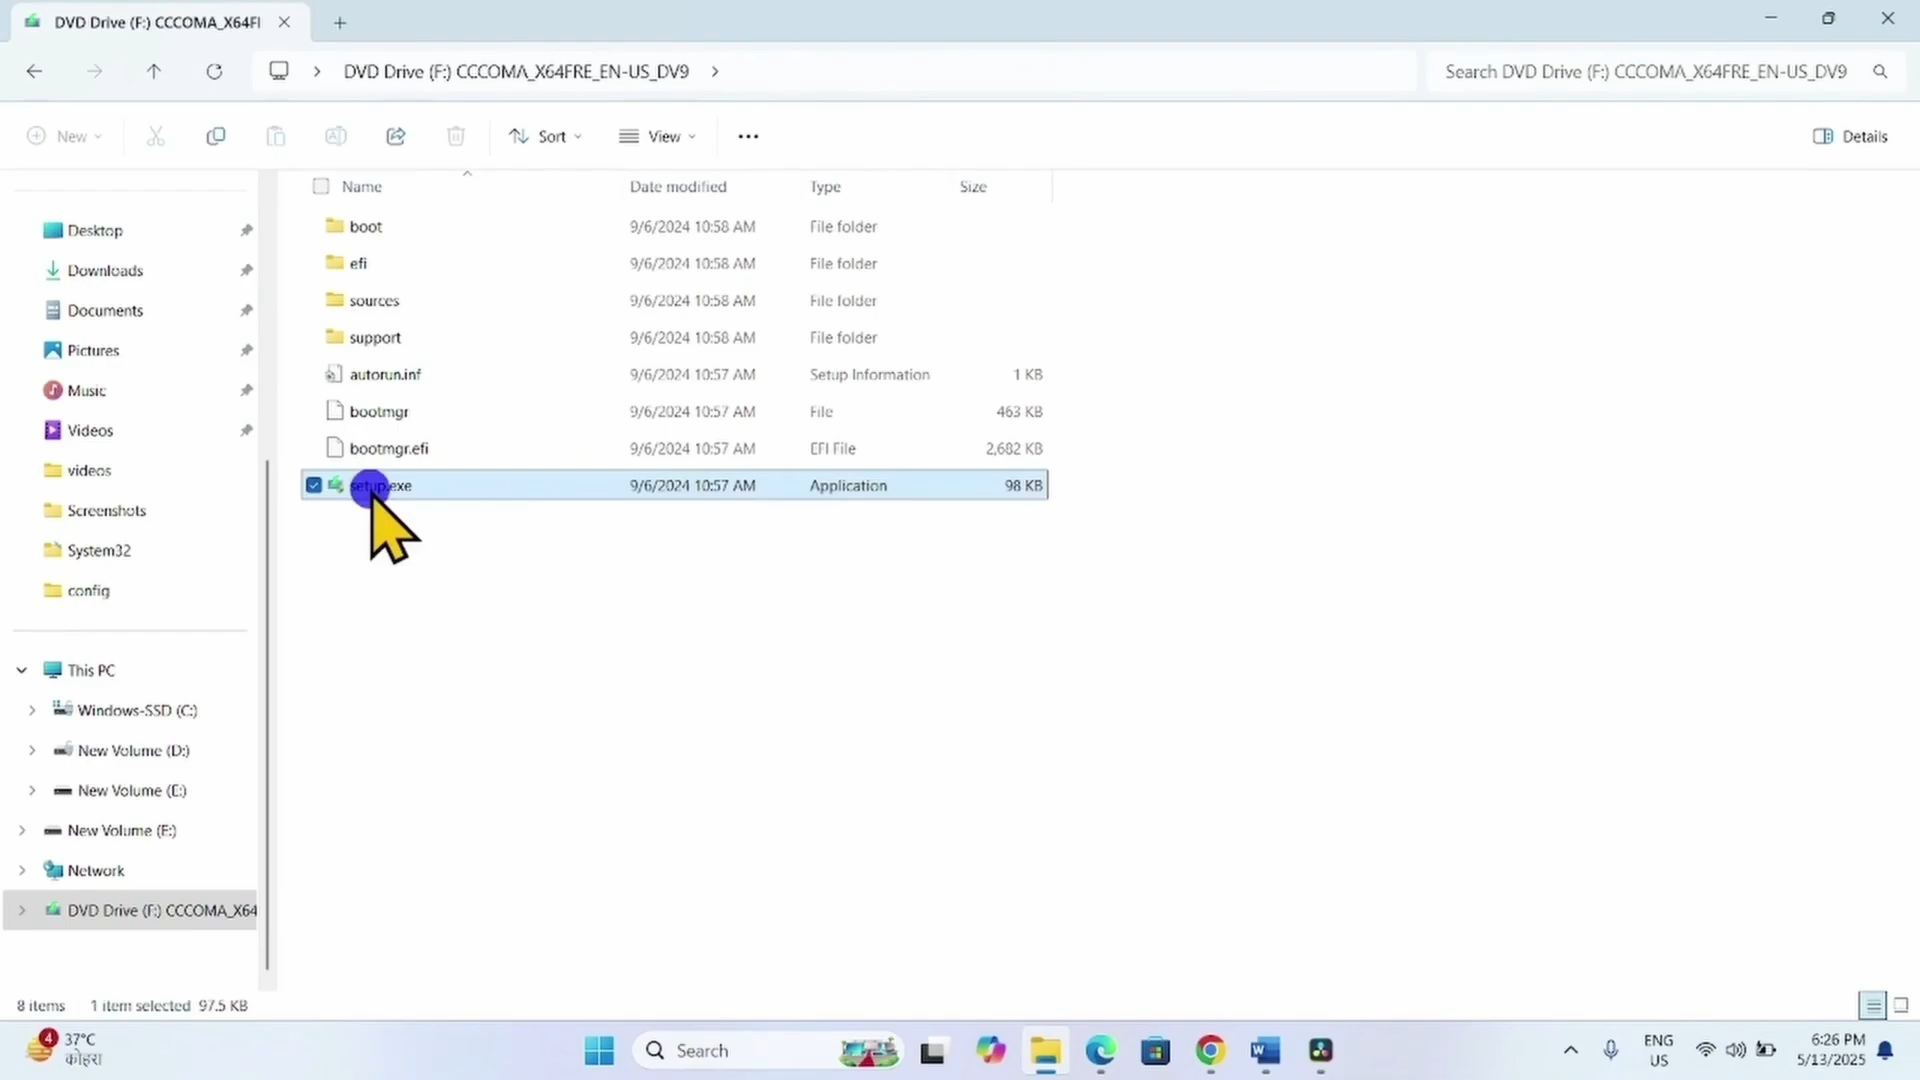 DVD Drive (F:) CCCOMA_X64FI
DVD Drive (F:) CCCOMA_X64FRE_EN-US_DV9
Search DVD Drive (F:) CCCOMA_X64FRE_EN-US_DV9
New
Sort
View
Details
Name Date modified Type Size
boot 9/6/2024 10:58 AM File folder
efi 9/6/2024 10:58 AM File folder
sources 9/6/2024 10:58 AM File folder
support 9/6/2024 10:58 AM File folder
autorun.inf 9/6/2024 10:57 AM Setup Information 1 KB
bootmgr 9/6/2024 10:57 AM File 463 KB
bootmgr.efi 9/6/2024 10:57 AM EFI File 2,682 KB
setup.exe 9/6/2024 10:57 AM Application 98 KB
Desktop
Downloads
Documents
Pictures
Music
Videos
videos
Screenshots
System32
config
This PC
Windows-SSD (C:)
New Volume (D:)
New Volume (E:)
New Volume (E:)
Network
DVD Drive (F:) CCCOMA_X64
8 items 1 item selected 97.5 KB
4
37°C
कोहरा
Search
ENG
US
6:26 PM
5/13/2025